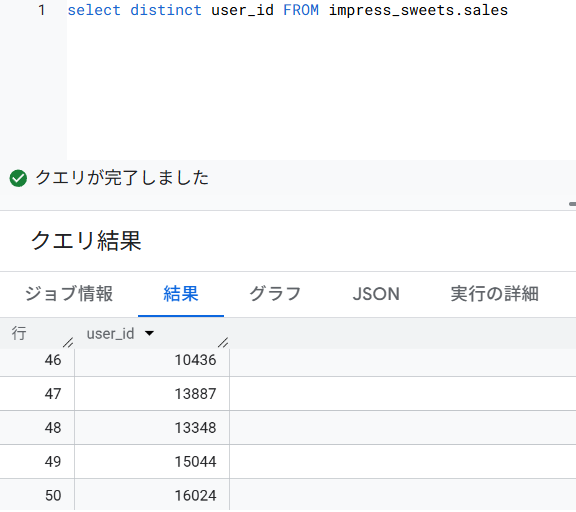 1 select distinct user_id FROM impress_sweets.sales
クエリが完了しました
クエリ結果
ジョブ情報 結果 グラフ JSON 実行の詳細
行 user_id
46 10436
47 13887
48 13348
49 15044
50 16024